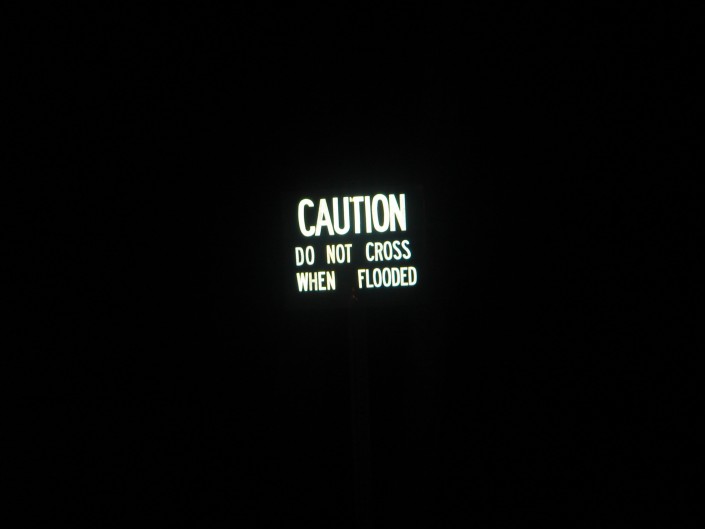 CAUTION
DO NOT CROSS
WHEN FLOODED